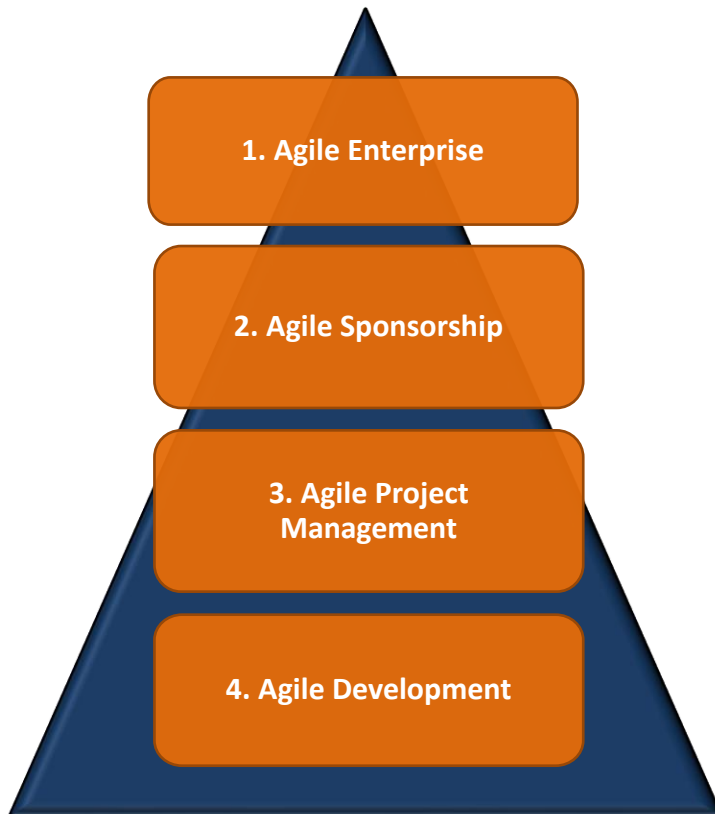 1. Agile Enterprise
2. Agile Sponsorship
3. Agile Project
Management
4. Agile Development